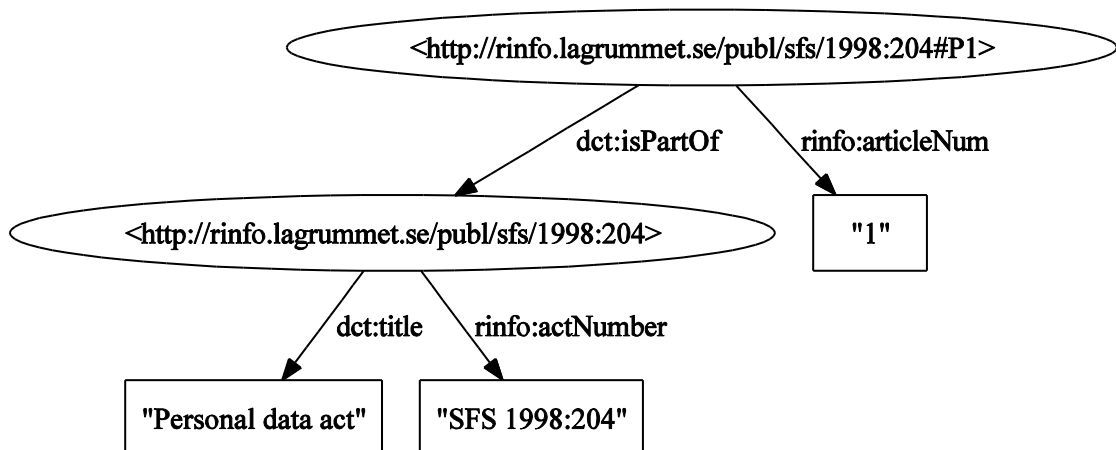 <http://rinfo.lagrummet.se/publ/sfs/1998:204#P1>
dct:isPartOf
rinfo:articleNum
<http://rinfo.lagrummet.se/publ/sfs/1998:204>
"1"
dct:title
rinfo:actNumber
"Personal data act"
"SFS 1998:204"